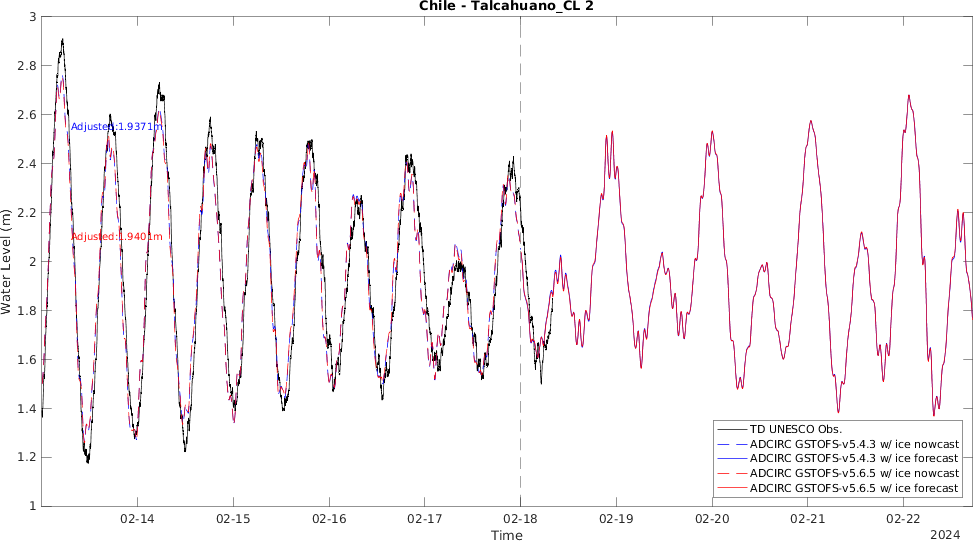 Chile - Talcahuano_CL 2
3
2.8
2.6
2.4
2.2
2
1.8
1.6
1.4
1.2
1
Water Level (m)
Adjusted:1.9371m
Adjusted:1.9401m
TD UNESCO Obs.
ADCIRC GSTOFS-v5.4.3 w/ ice nowcast
ADCIRC GSTOFS-v5.4.3 w/ ice forecast
ADCIRC GSTOFS-v5.6.5 w/ ice nowcast
ADCIRC GSTOFS-v5.6.5 w/ ice forecast
02-14 02-15 02-16 02-17 02-18 02-19 02-20 02-21 02-22
Time
2024